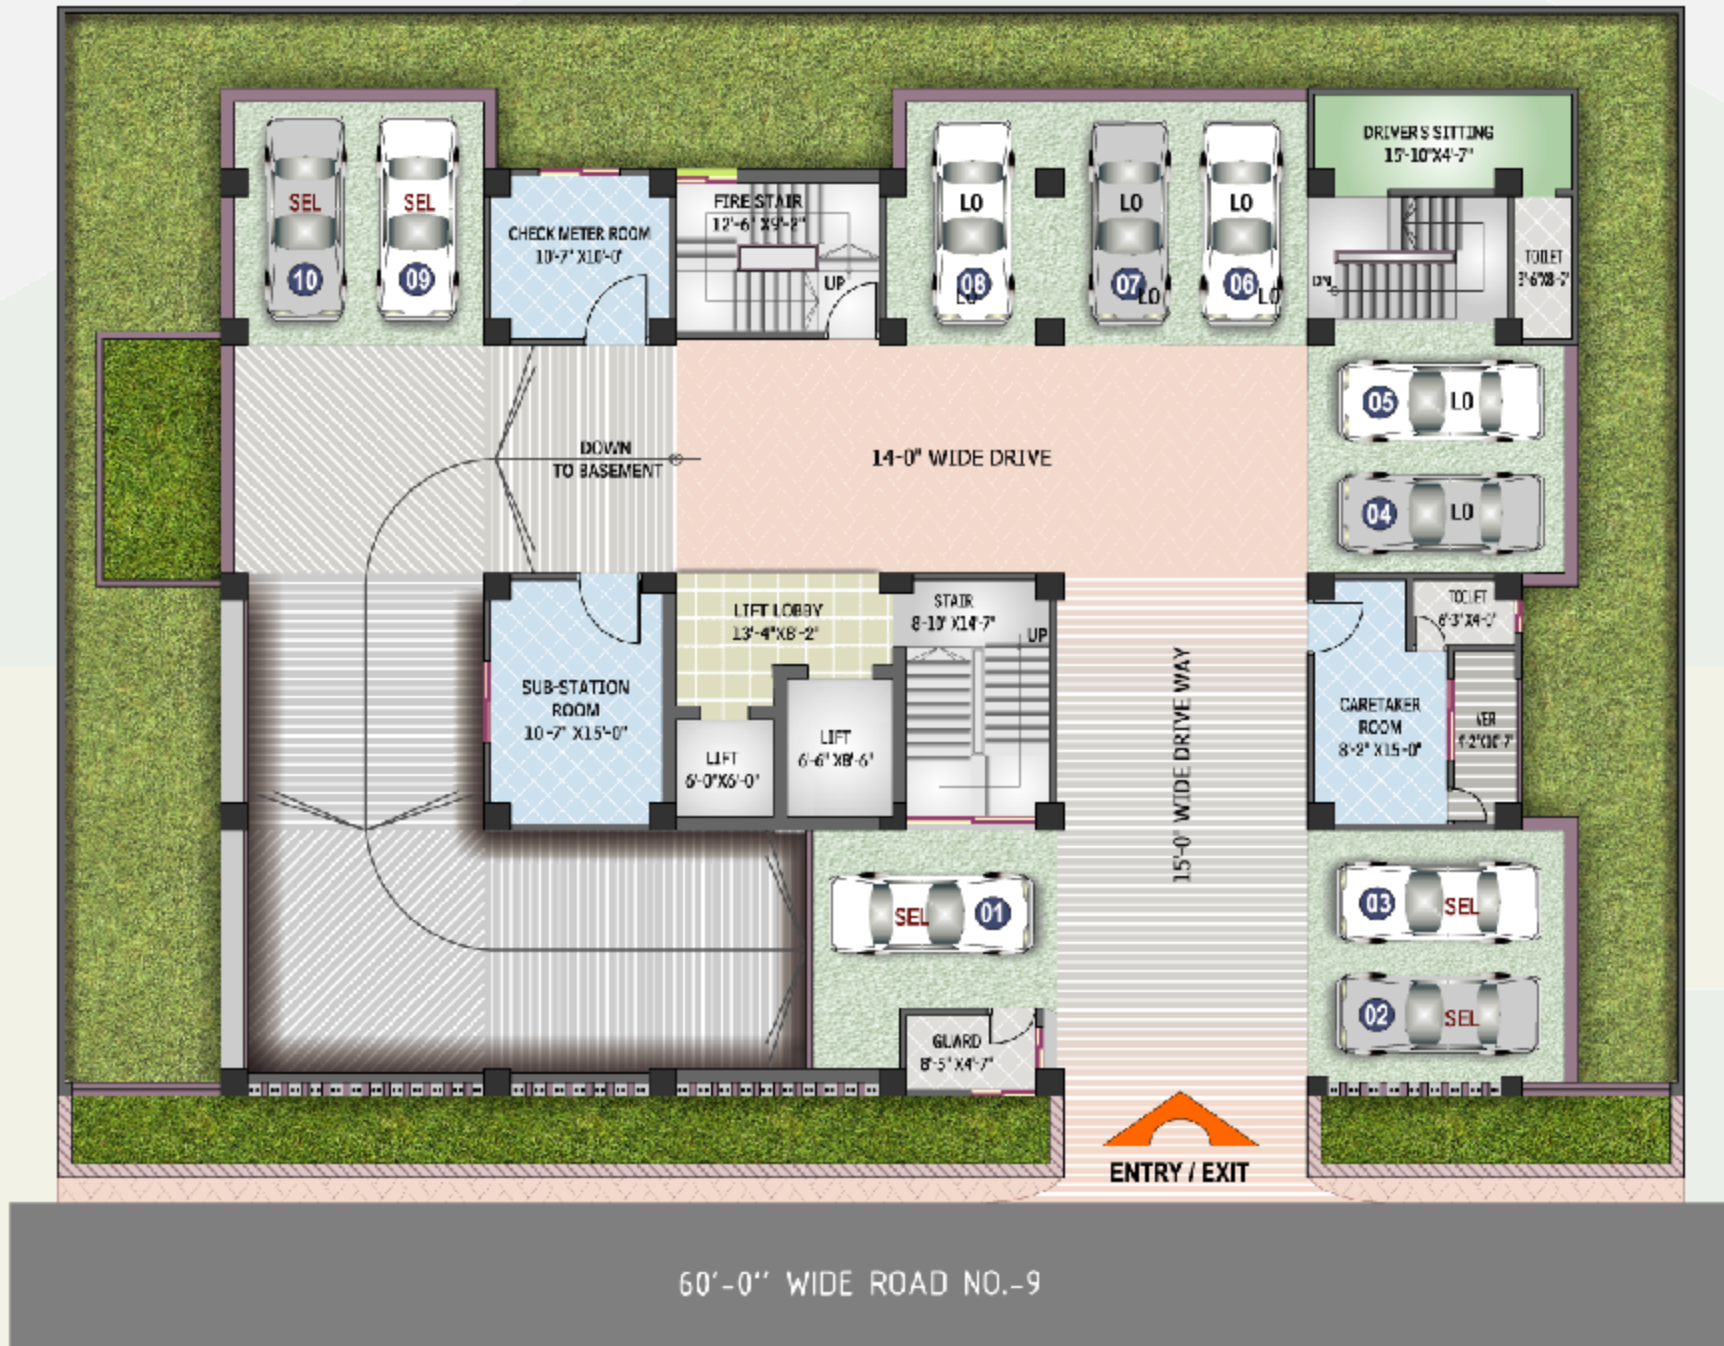 DRIVERS SITTING
15'-10"X4'-7"
SEL
SEL
FIRE STAIR
12'-6" X9'-2"
LO
LO
LO
CHECK METER ROOM
10'-7" X10'-0"
TOILET
10
09
UP
08
07
06
LO
LO
LO
DN
05
LO
DOWN
TO BASEMENT
14-0" WIDE DRIVE
04
LO
LIFT LOBBY
13'-4"X8'-2"
STAIR
8-10" X14'-7"
UP
TOILET
6'-3"X4-0"
SUB-STATION
ROOM
10-7" X15'-0"
CARETAKER
ROOM
8'-2" X15-0"
VER
LIFT
6'-0"X6'-0"
LIFT
6'-6" X8'-6"
15'-0" WIDE DRIVE WAY
SEL
01
03
SEL
02
SEL
GUARD
8'-5" X4'-7"
ENTRY / EXIT
60'-0'' WIDE ROAD NO.-9